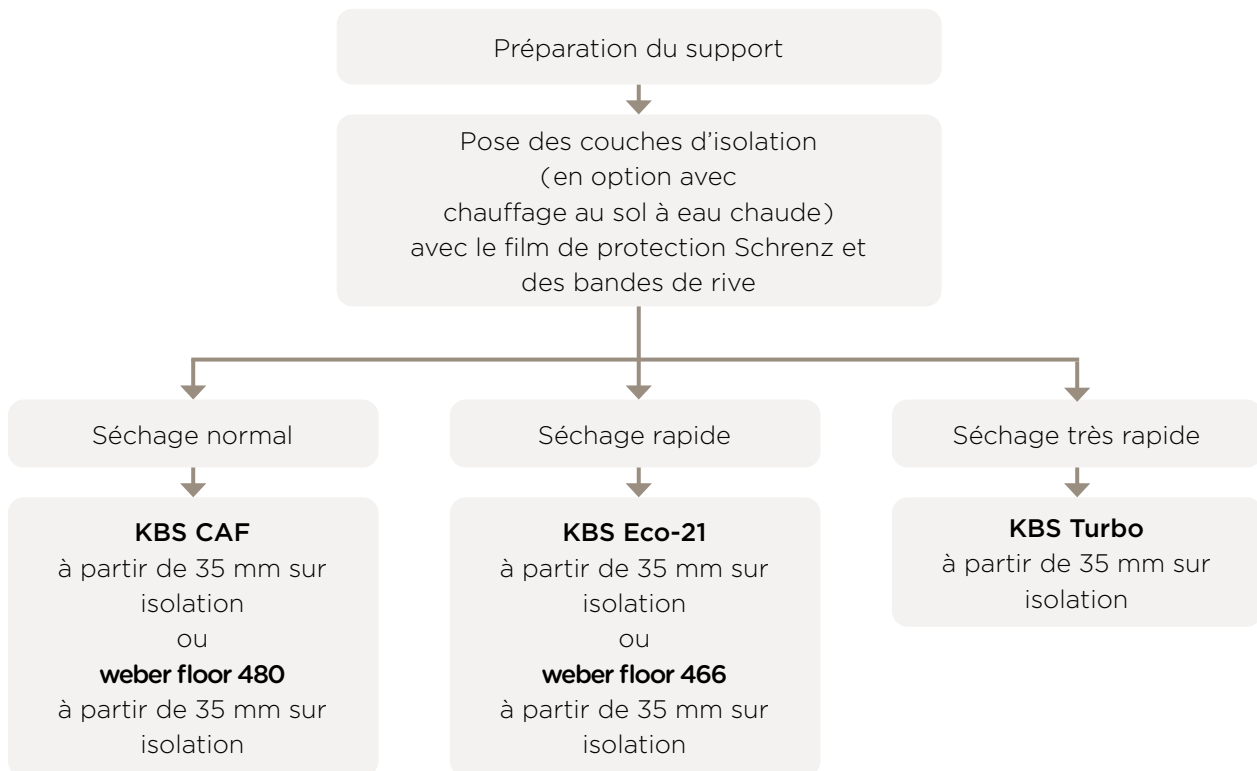 Préparation du support
Pose des couches d'isolation
(en option avec
chauffage au sol à eau chaude)
avec le film de protection Schrenz et
des bandes de rive
Séchage normal
Séchage rapide
Séchage très rapide
KBS CAF
à partir de 35 mm sur
isolation
ou
weber floor 480
à partir de 35 mm sur
isolation
KBS Eco-21
à partir de 35 mm sur
isolation
ou
weber floor 466
à partir de 35 mm sur
isolation
KBS Turbo
à partir de 35 mm sur
isolation